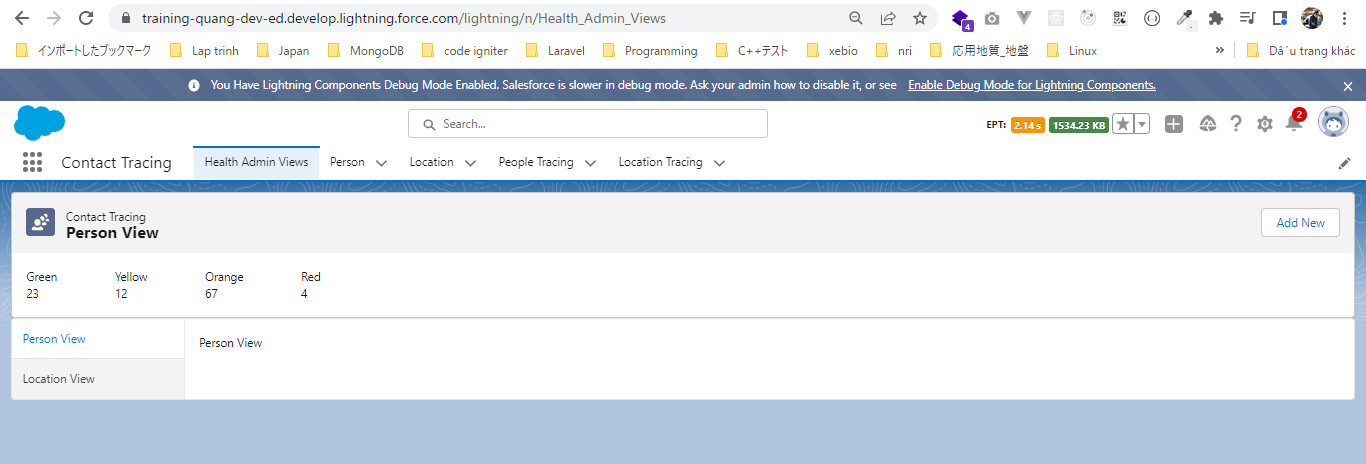 training-quang-dev-ed.develop.lightning.force.com/lightning/n/Health_Admin_Views
4
インポートしたブックマーク Lap trinh Japan MongoDB code igniter Laravel Programming C++テスト xebio nri 応用地質_地盤 Linux » Dấu trang khác
You Have Lightning Components Debug Mode Enabled. Salesforce is slower in debug mode. Ask your admin how to disable it, or see Enable Debug Mode for Lightning Components.
Search... EPT: 2.14 s 1534.23 KB 2
Contact Tracing Health Admin Views Person Location People Tracing Location Tracing
Contact Tracing
Person View
Add New
Green Yellow Orange Red
23 12 67 4
Person View Person View
Location View